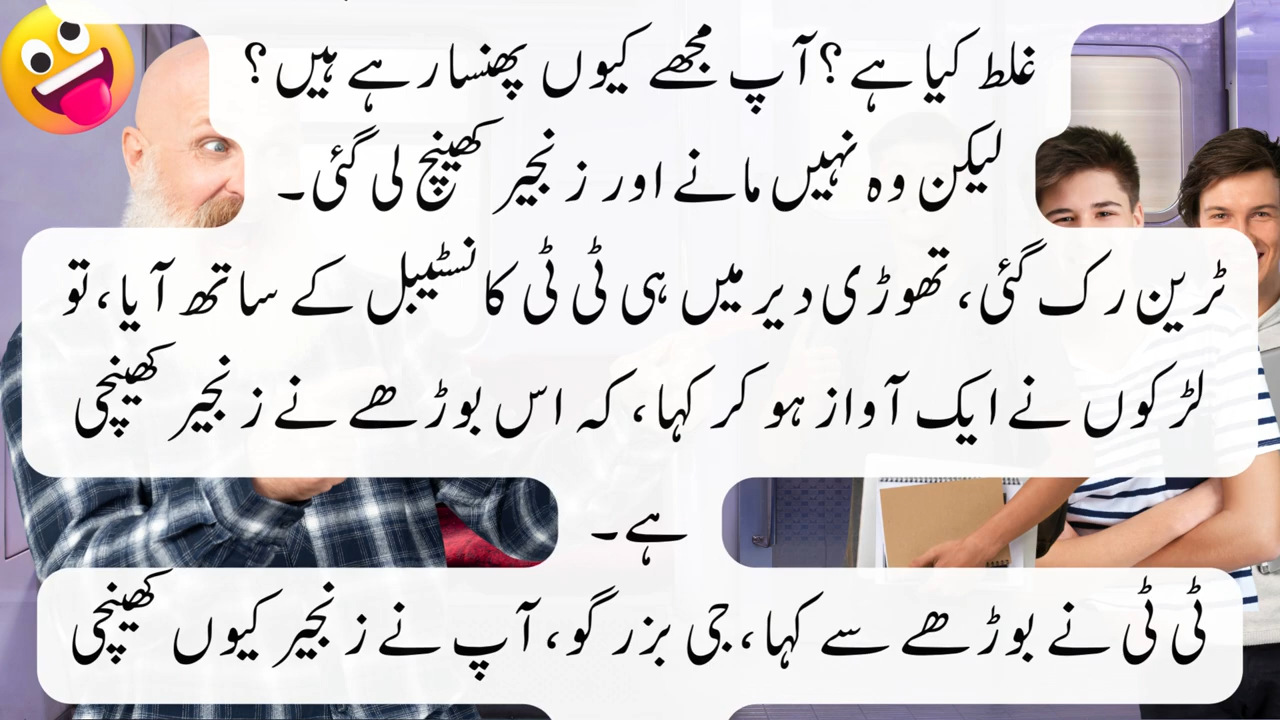 غلط کیا ہے ؟ آپ مجھے کیوں پھنسا رہے ہیں ؟
لیکن وہ نہیں مانے اور زنجیر کھینچ لی گئی۔
ٹرین رک گئی، تھوڑی دیر میں ہی ٹی ٹی کانسٹیبل کے ساتھ آیا، تو
لڑکوں نے ایک آواز ہو کر کہا، کہ اس بوڑھے نے زنجیر کھینچی
ہے۔
ٹی ٹی نے بوڑھے سے کہا، جی بزر گو، آپ نے زنجیر کیوں کھینچی